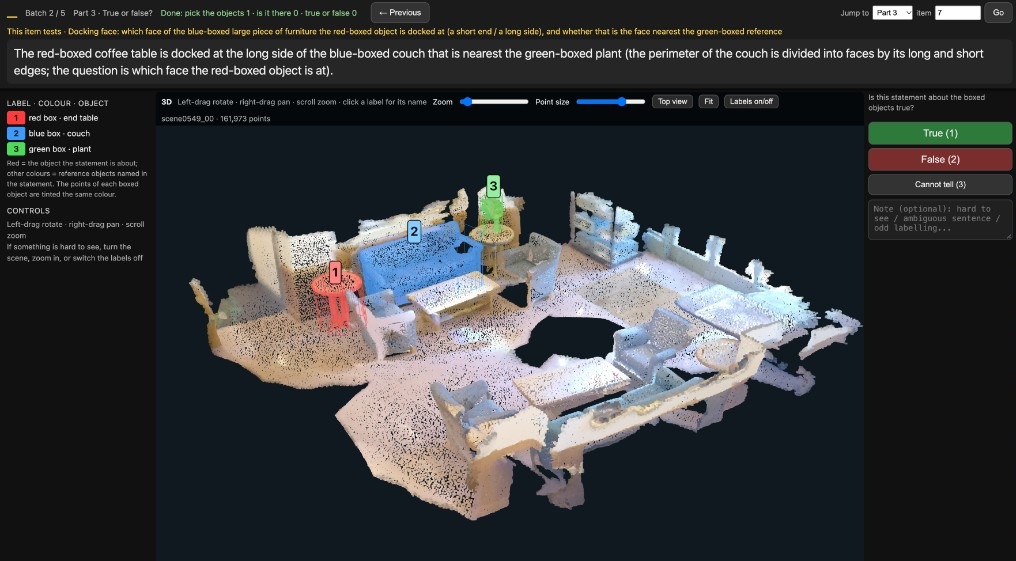 Batch 2 / 5 Part 3 · True or false? Done: pick the objects 1 · is it there 0 · true or false 0 ← Previous Jump to Part 3 Item 7 Go
This item tests · Docking face: which face of the blue-boxed large piece of furniture the red-boxed object is docked at (a short end / a long side), and whether that is the face nearest the green-boxed reference
The red-boxed coffee table is docked at the long side of the blue-boxed couch that is nearest the green-boxed plant (the perimeter of the couch is divided into faces by its long and short
edges; the question is which face the red-boxed object is at).
LABEL · COLOUR · OBJECT
1 red box · end table
2 blue box · couch
3 green box · plant
Red = the object the statement is about;
other colours = reference objects named in
the statement. The points of each boxed
object are tinted the same colour.
CONTROLS
Left-drag rotate · right-drag pan · scroll
zoom
If something is hard to see, turn the
scene, zoom in, or switch the labels off
3D Left-drag rotate · right-drag pan · scroll zoom · click a label for its name Zoom Point size Top view Fit Labels on/off
scene0549_00 · 161,973 points
3
2
1
Is this statement about the boxed
objects true?
True (1)
False (2)
Cannot tell (3)
Note (optional): hard to
see / ambiguous sentence /
odd labelling...